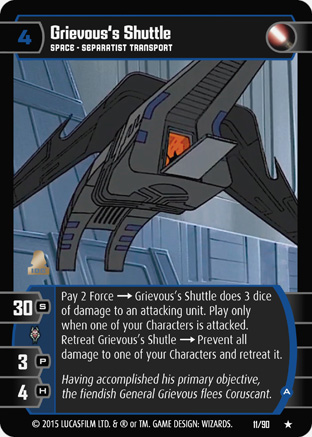 4 Grievous's Shuttle
SPACE - SEPARATIST TRANSPORT
30 S
3 P
4 H
Pay 2 Force → Grievous's Shuttle does 3 dice
of damage to an attacking unit. Play only
when one of your Characters is attacked.
Retreat Grievous's Shutle → Prevent all
damage to one of your Characters and retreat it.
Having accomplished his primary objective,
the fiendish General Grievous flees Coruscant.
A
© 2015 LUCASFILM LTD. & ® or TM. GAME DESIGN: WIZARDS. 11/90 ★